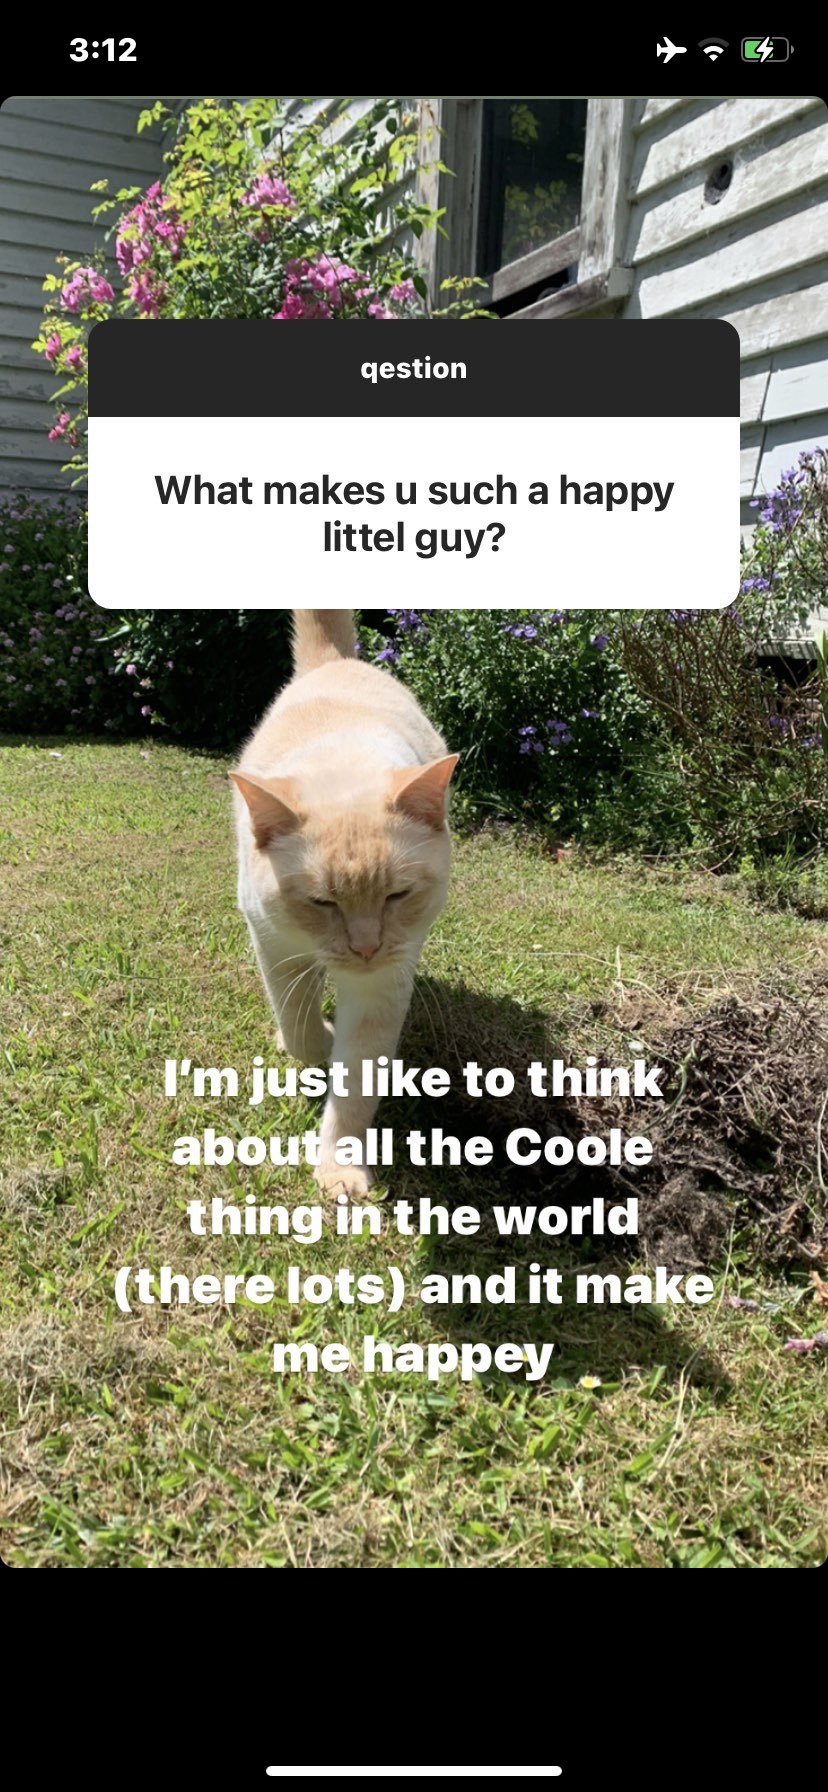 3:12
qestion
What makes u such a happy
littel guy?
I'm just like to think
about all the Coole
thing in the world
(there lots) and it make
me happey